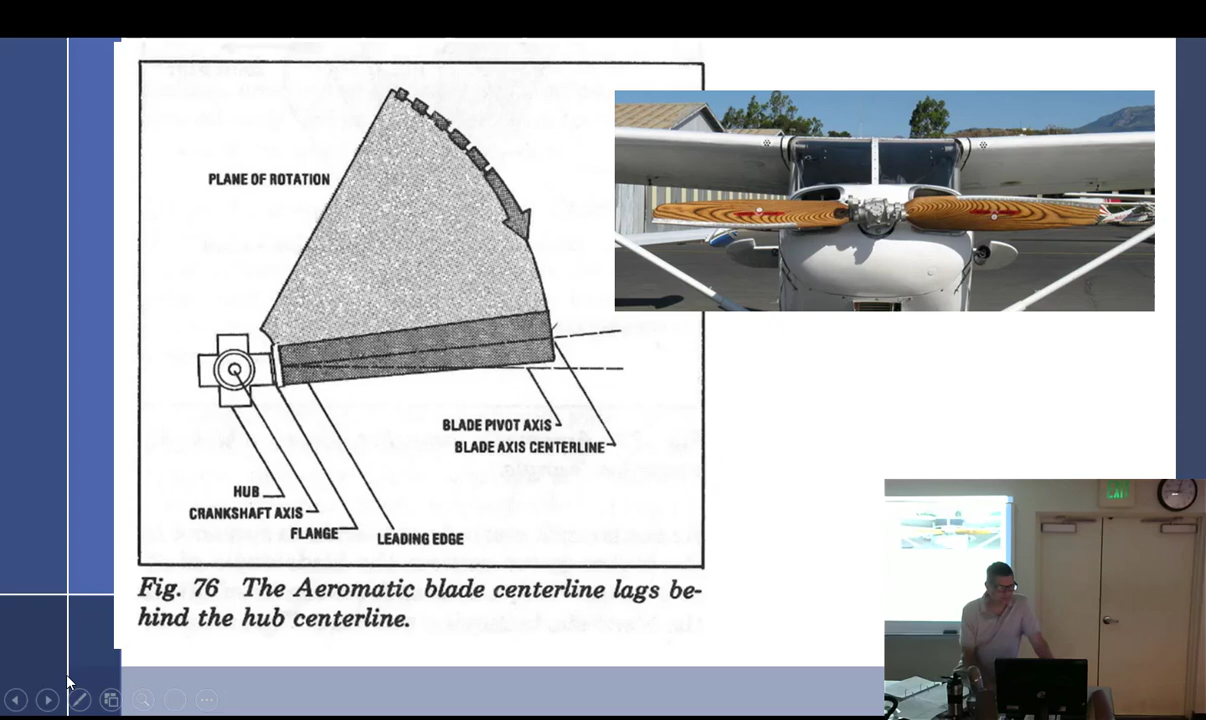 PLANE OF ROTATION
BLADE PIVOT AXIS
BLADE AXIS CENTERLINE
HUB
CRANKSHAFT AXIS
FLANGE
LEADING EDGE
Fig. 76 The Aeromatic blade centerline lags be-
hind the hub centerline.
EXIT